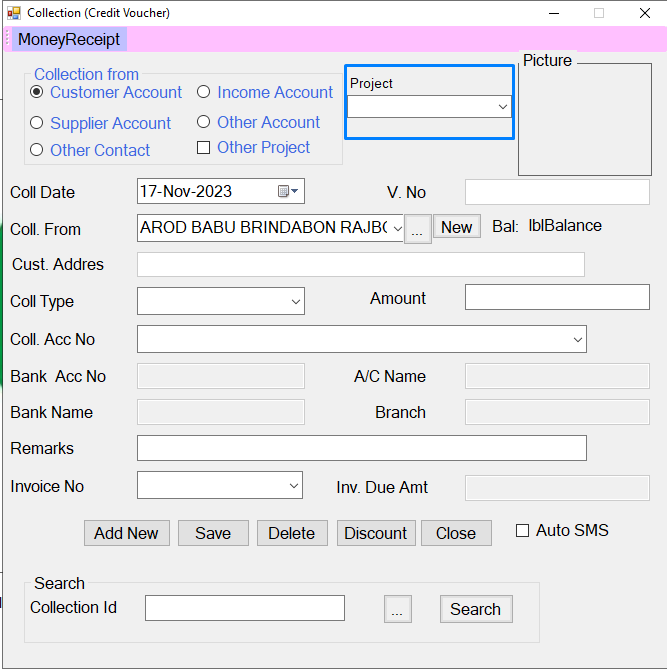 Collection (Credit Voucher)
MoneyReceipt
Collection from
Customer Account
Income Account
Supplier Account
Other Account
Other Contact
Other Project
Project
Picture
Coll Date
17-Nov-2023
V. No
Coll. From
AROD BABU BRINDABON RAJBO
...
New
Bal:
lblBalance
Cust. Addres
Coll Type
Amount
Coll. Acc No
Bank Acc No
A/C Name
Bank Name
Branch
Remarks
Invoice No
Inv. Due Amt
Add New
Save
Delete
Discount
Close
Auto SMS
Search
Collection Id
...
Search